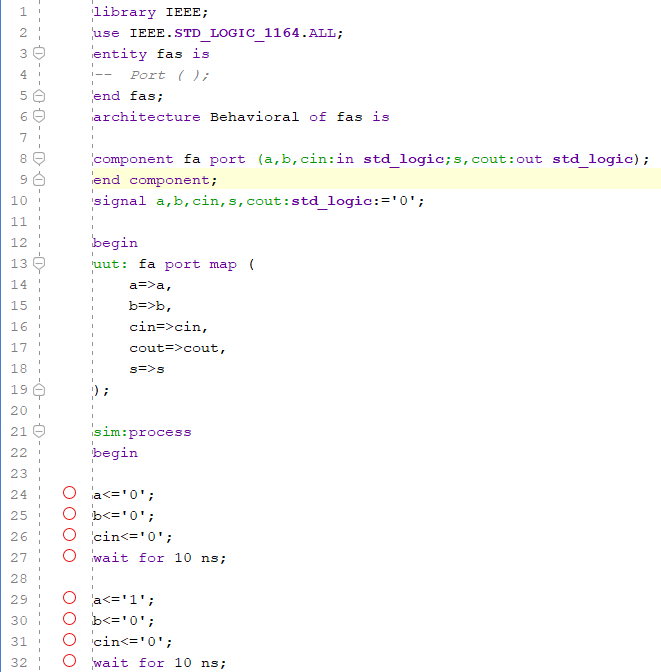 1 library IEEE;
2 use IEEE.STD_LOGIC_1164.ALL;
3 entity fas is
4 --  Port ( );
5 end fas;
6 architecture Behavioral of fas is
7
8 component fa port (a,b,cin:in std_logic;s,cout:out std_logic);
9 end component;
10 signal a,b,cin,s,cout:std_logic:='0';
11
12 begin
13 uut: fa port map (
14     a=>a,
15     b=>b,
16     cin=>cin,
17     cout=>cout,
18     s=>s
19 );
20
21 sim:process
22 begin
23
24 a<='0';
25 b<='0';
26 cin<='0';
27 wait for 10 ns;
28
29 a<='1';
30 b<='0';
31 cin<='0';
32 wait for 10 ns;